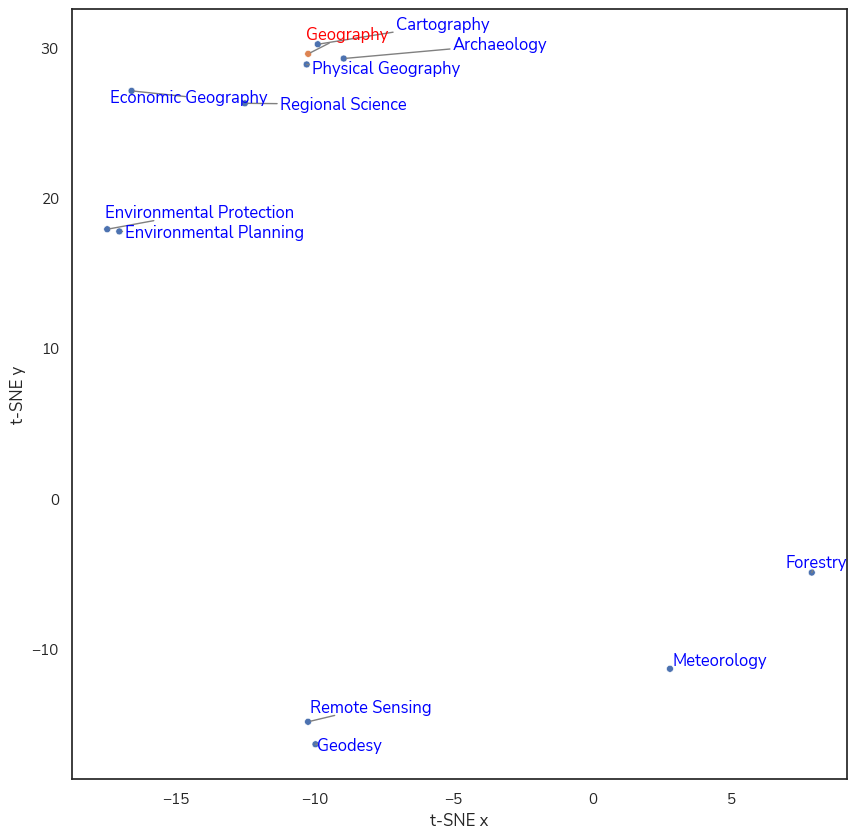 Cartography
Geography
Archaeology
Physical Geography
Economic Geography
Regional Science
Environmental Protection
Environmental Planning
Forestry
Meteorology
Remote Sensing
Geodesy
30
20
10
0
−10
t-SNE y
−15
−10
−5
0
5
t-SNE x